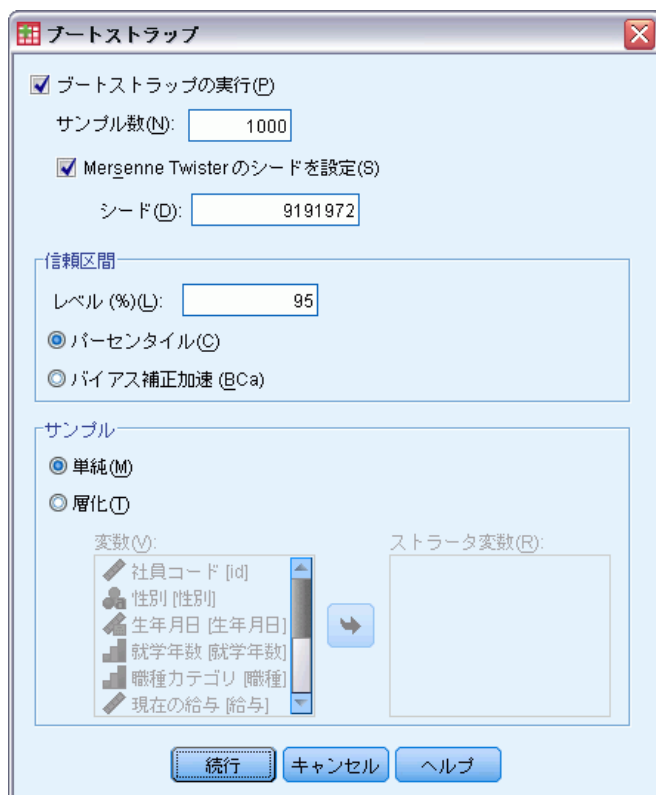 ブートストラップ
ブートストラップの実行(P)
サンプル数(N): 1000
Mersenne Twisterのシードを設定(S)
シード(D): 9191972
信頼区間
レベル (%)(L): 95
パーセンタイル(C)
バイアス補正加速 (BCa)
サンプル
単純(M)
層化(T)
変数(V): ストラータ変数(R):
社員コード [id]
性別 [性別]
生年月日 [生年月日]
就学年数 [就学年数]
職種カテゴリ [職種]
現在の給与 [給与]
続行 キャンセル ヘルプ